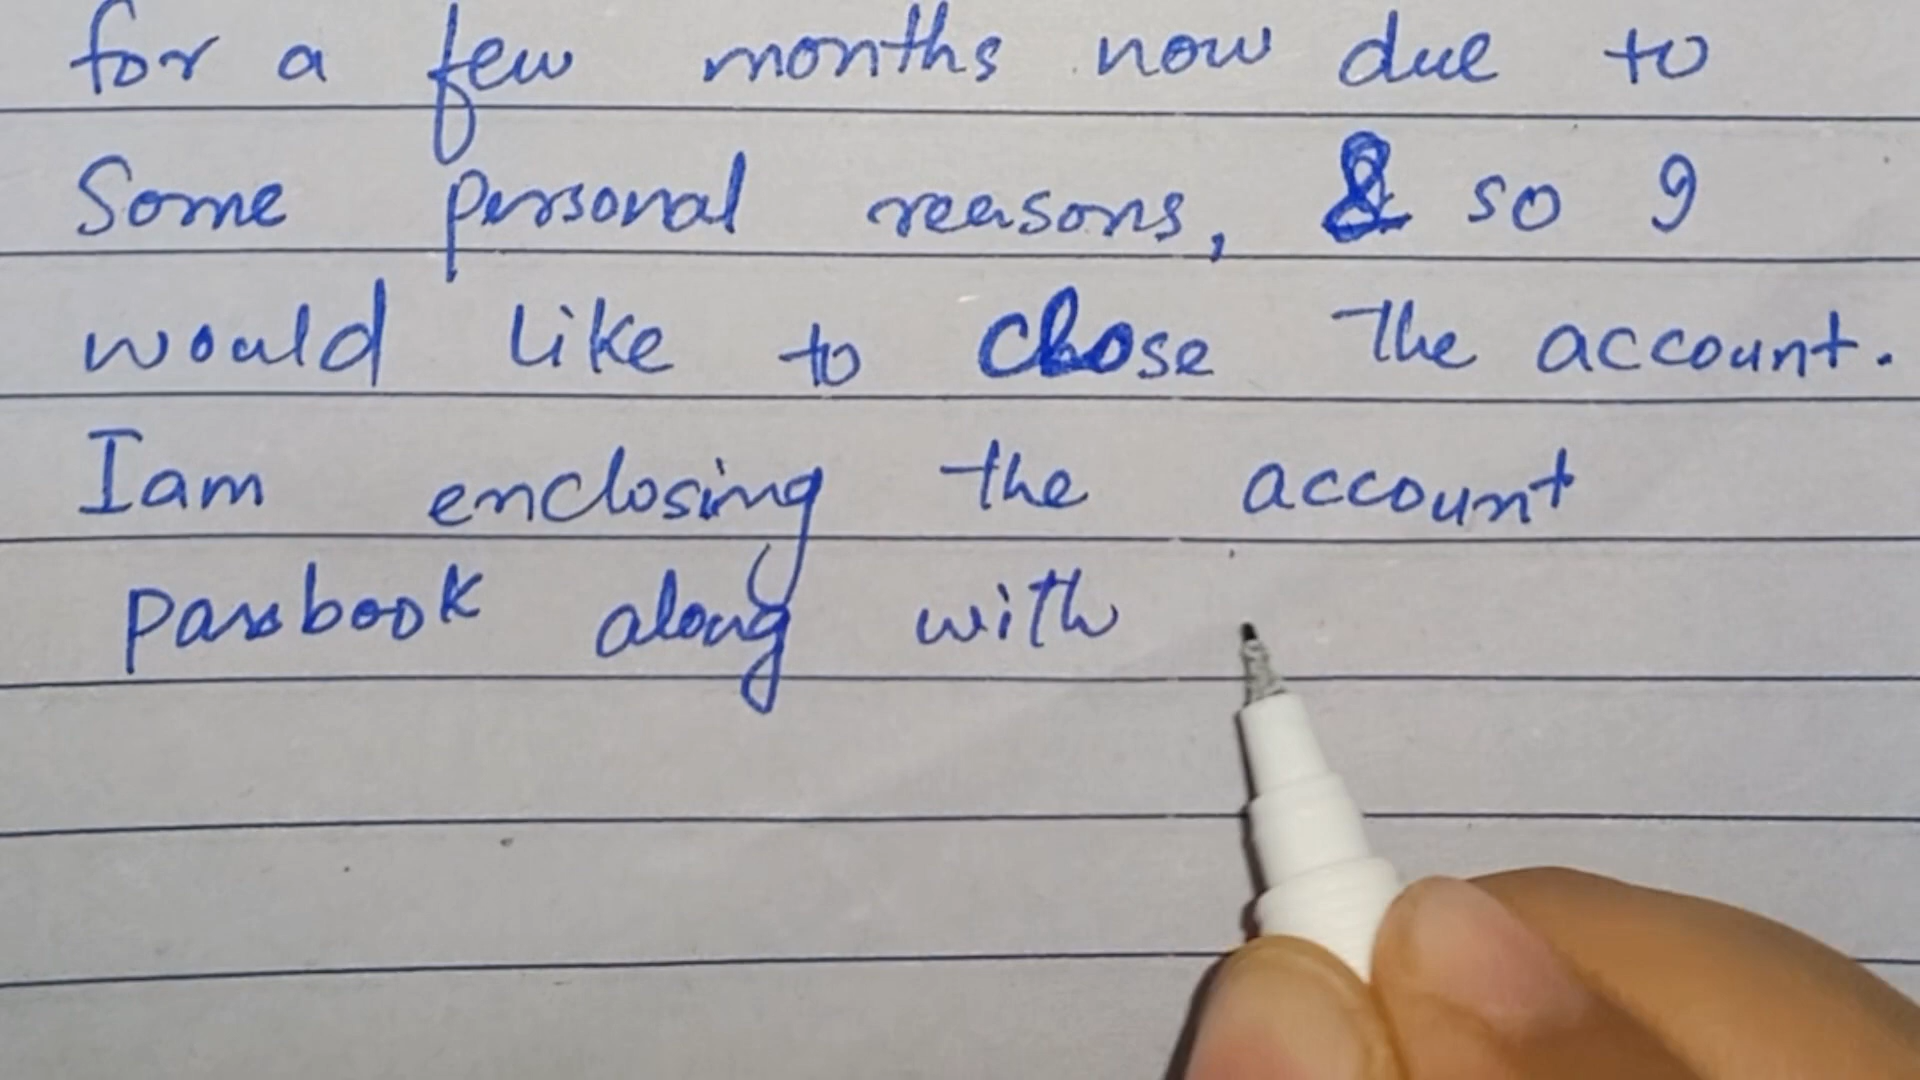 for a few months now due to
Some personal reasons, & so I
would like to close the account.
I am enclosing the account
passbook along with